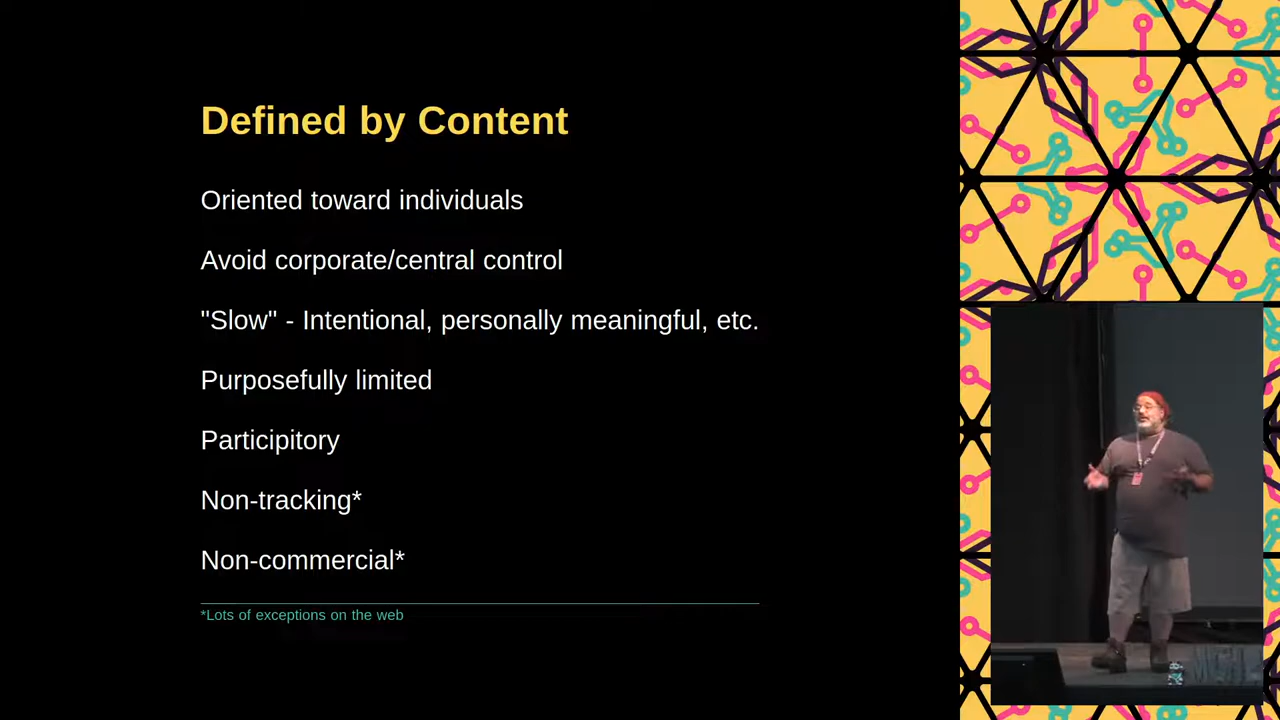 Defined by Content
Oriented toward individuals
Avoid corporate/central control
"Slow" - Intentional, personally meaningful, etc.
Purposefully limited
Participitory
Non-tracking*
Non-commercial*
*Lots of exceptions on the web